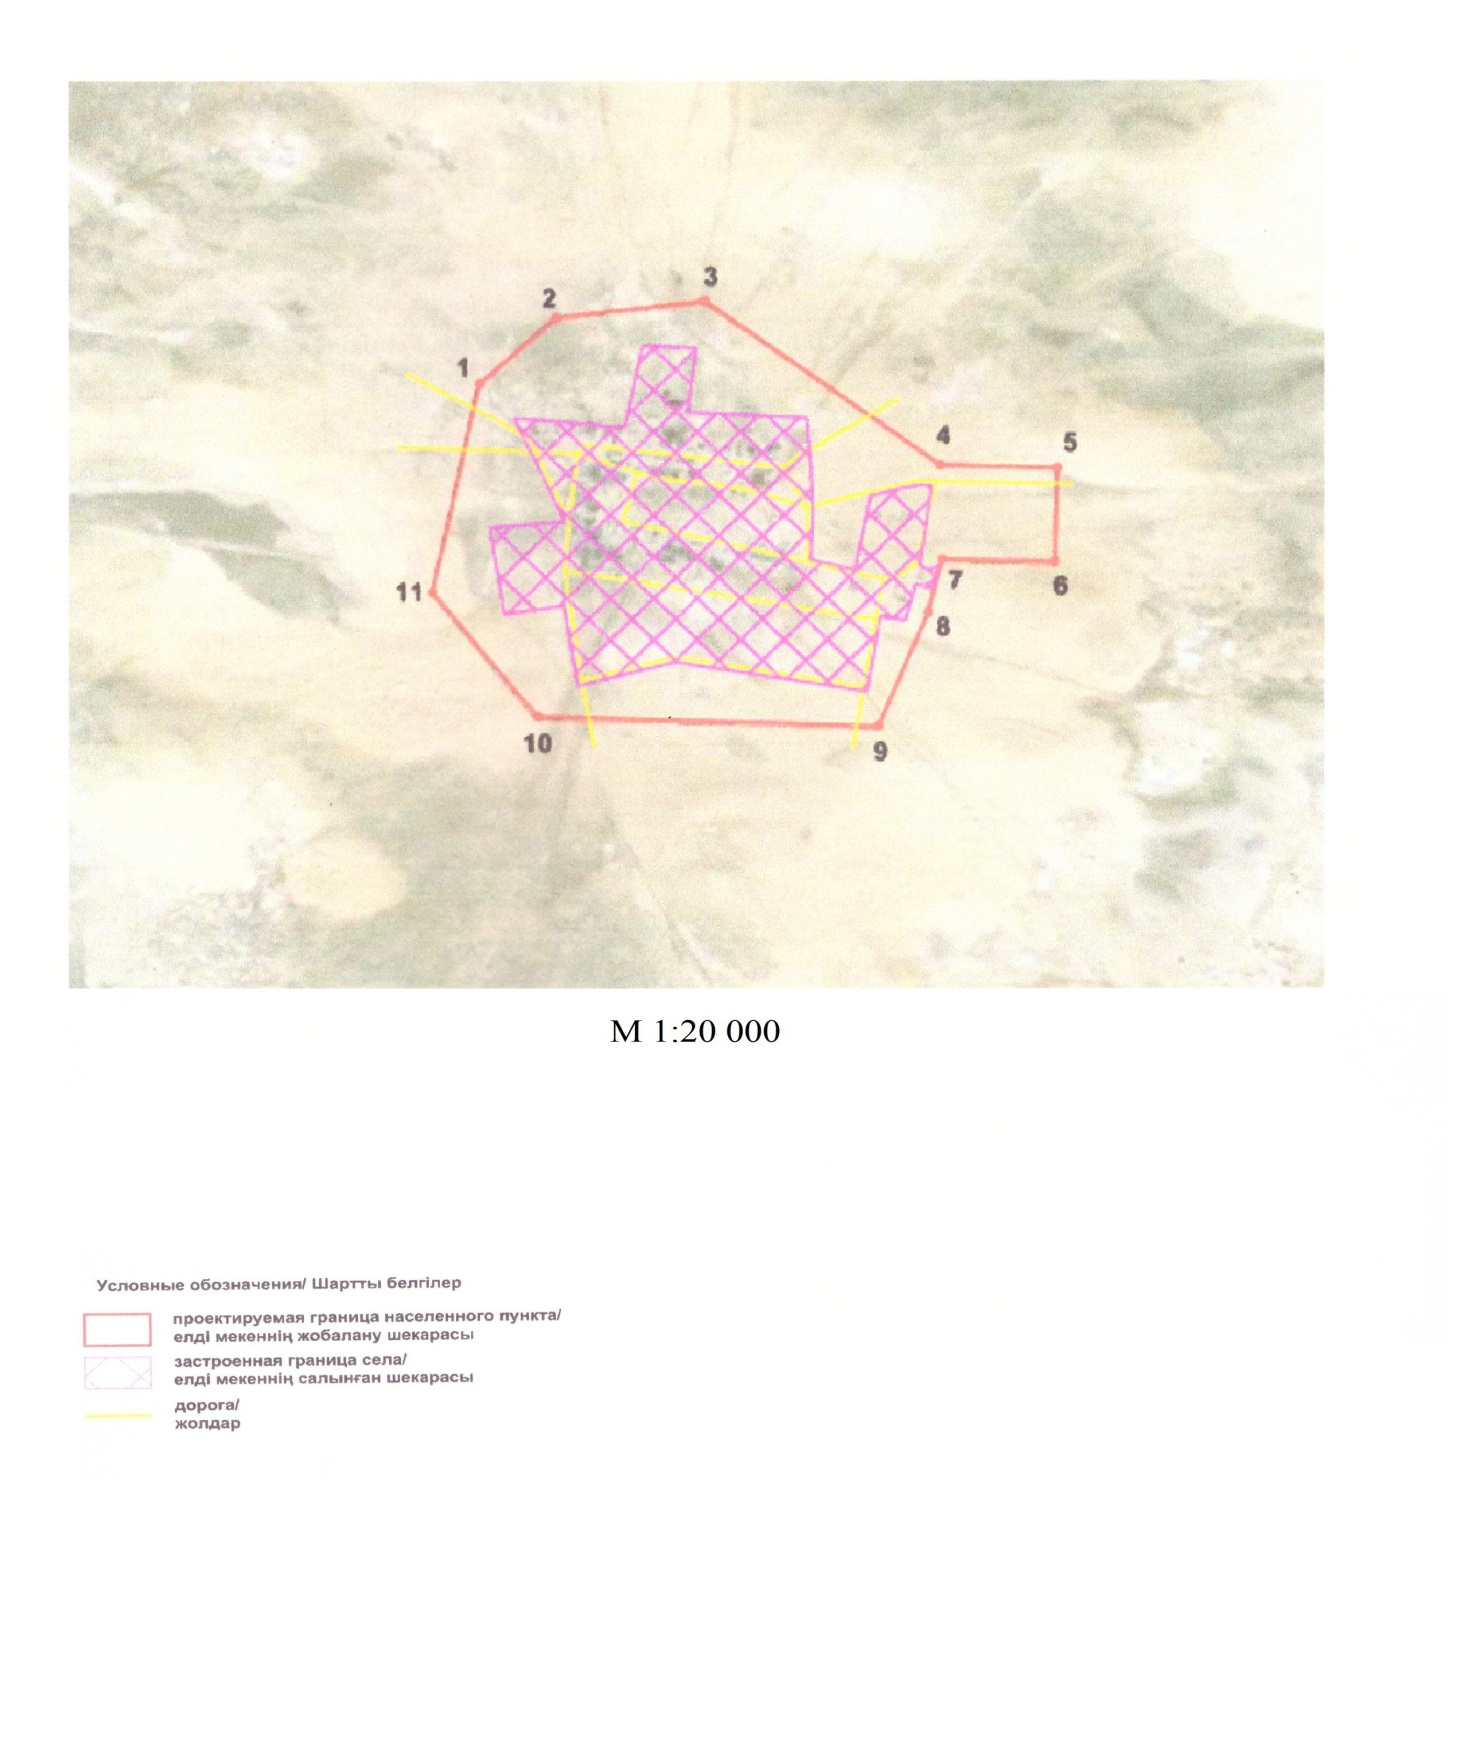 3
2
1
4
5
7
6
11
8
10
9
М 1:20 000
Условные обозначения/ Шартты белгілер
проектируемая граница населенного пункта/
елді мекеннің жобалану шекарасы
застроенная граница села/
елді мекеннің салынған шекарасы
дорога/
жолдар